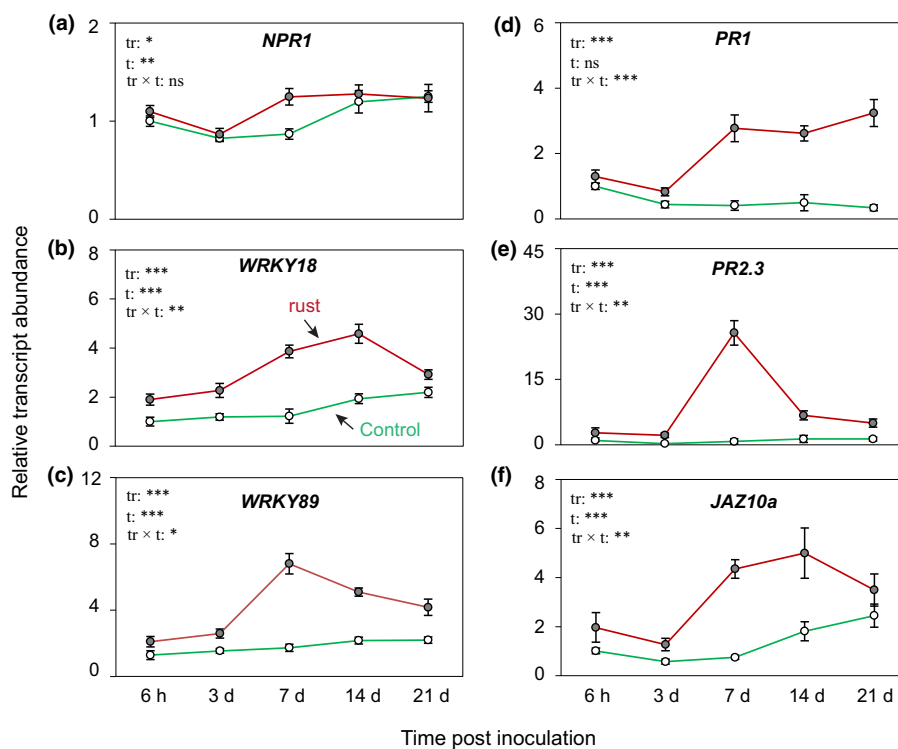 (a)
NPR1
tr: *
t: **
tr × t: ns
2
1
0
(b)
WRKY18
tr: ***
t: ***
tr × t: **
rust
Control
8
6
4
2
0
(c)
WRKY89
tr: ***
t: ***
tr × t: *
12
8
4
0
6 h 3 d 7 d 14 d 21 d
(d)
PR1
tr: ***
t: ns
tr × t: ***
6
4
2
0
(e)
PR2.3
tr: ***
t: ***
tr × t: **
45
30
15
0
(f)
JAZ10a
tr: ***
t: ***
tr × t: **
8
6
4
2
0
6 h 3 d 7 d 14 d 21 d
Relative transcript abundance
Time post inoculation